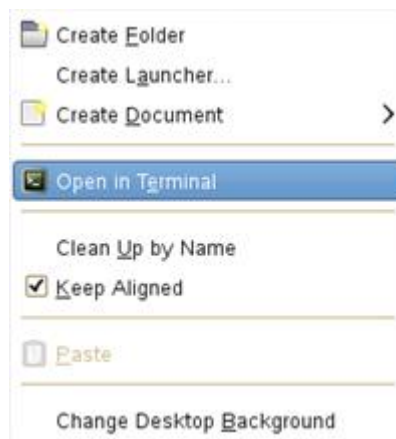 Create Folder
Create Launcher...
Create Document
Open in Terminal
Clean Up by Name
Keep Aligned
Paste
Change Desktop Background